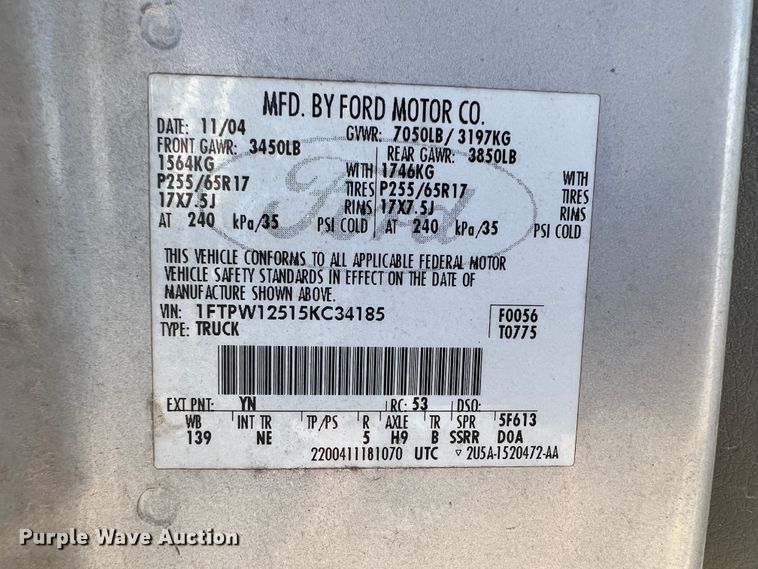 MFD. BY FORD MOTOR CO.
DATE: 11/04 GVWR: 7050LB / 3197KG
FRONT GAWR: 3450LB REAR GAWR: 3850LB
1564KG WITH 1746KG WITH
P255/65R17 TIRES P255/65R17 TIRES
17X7.5J RIMS 17X7.5J RIMS
AT 240 kPa/35 PSI COLD AT 240 kPa/35 PSI COLD
Ford
THIS VEHICLE CONFORMS TO ALL APPLICABLE FEDERAL MOTOR
VEHICLE SAFETY STANDARDS IN EFFECT ON THE DATE OF
MANUFACTURE SHOWN ABOVE.
VIN: 1FTPW12515KC34185 F0056
TYPE: TRUCK T0775
EXT PNT: YN RC: 53 DSO:
WB INT TR TP/PS R AXLE TR SPR 5F613
139 NE 5 H9 B SSRR DOA
2200411181070 UTC ▽ 2U5A-1520472-AA
Purple Wave Auction